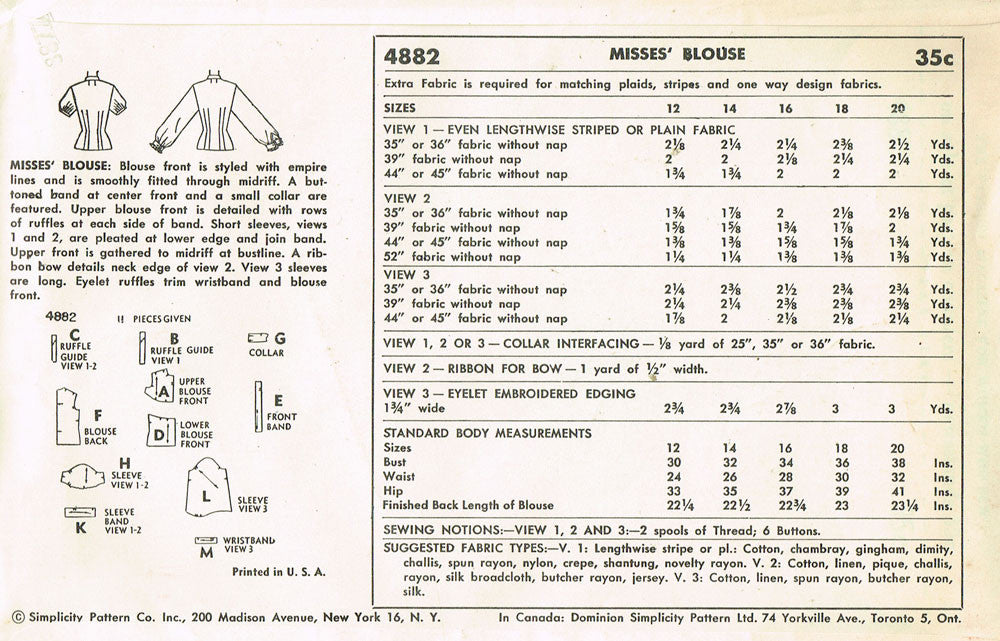 4882 MISSES' BLOUSE 35c
Extra Fabric is required for matching plaids, stripes and one way design fabrics.
SIZES 12 14 16 18 20
VIEW 1 — EVEN LENGTHWISE STRIPED OR PLAIN FABRIC
35" or 36" fabric without nap 2⅛ 2¼ 2¼ 2⅜ 2½ Yds.
39" fabric without nap 2 2 2⅛ 2¼ 2¼ Yds.
44" or 45" fabric without nap 1¾ 1¾ 2 2 2 Yds.
VIEW 2
35" or 36" fabric without nap 1¾ 1⅞ 2 2⅛ 2⅛ Yds.
39" fabric without nap 1⅝ 1⅝ 1¾ 1⅞ 2 Yds.
44" or 45" fabric without nap 1⅜ 1⅜ 1⅝ 1⅝ 1¾ Yds.
52" fabric without nap 1¼ 1¼ 1⅜ 1⅜ 1⅜ Yds.
VIEW 3
35" or 36" fabric without nap 2¼ 2⅜ 2½ 2¾ 2¾ Yds.
39" fabric without nap 2¼ 2¼ 2⅜ 2⅜ 2⅜ Yds.
44" or 45" fabric without nap 1⅞ 2 2⅛ 2⅛ 2¼ Yds.
VIEW 1, 2 OR 3 — COLLAR INTERFACING — ⅛ yard of 25", 35" or 36" fabric.
VIEW 2 — RIBBON FOR BOW — 1 yard of ½" width.
VIEW 3 — EYELET EMBROIDERED EDGING
1¾" wide 2¾ 2¾ 2⅞ 3 3 Yds.
STANDARD BODY MEASUREMENTS
Sizes 12 14 16 18 20
Bust 30 32 34 36 38 Ins.
Waist 24 26 28 30 32 Ins.
Hip 33 35 37 39 41 Ins.
Finished Back Length of Blouse 22¼ 22½ 22¾ 23 23¼ Ins.
SEWING NOTIONS:—VIEW 1, 2 AND 3:—2 spools of Thread; 6 Buttons.
SUGGESTED FABRIC TYPES:—V. 1: Lengthwise stripe or pl.: Cotton, chambray, gingham, dimity,
challis, spun rayon, nylon, crepe, shantung, novelty rayon. V. 2: Cotton, linen, pique, challis,
rayon, silk broadcloth, butcher rayon, jersey. V. 3: Cotton, linen, spun rayon, butcher rayon,
silk.
MISSES' BLOUSE: Blouse front is styled with empire
lines and is smoothly fitted through midriff. A but-
toned band at center front and a small collar are
featured. Upper blouse front is detailed with rows
of ruffles at each side of band. Short sleeves, views
1 and 2, are pleated at lower edge and join band.
Upper front is gathered to midriff at bustline. A rib-
bon bow details neck edge of view 2. View 3 sleeves
are long. Eyelet ruffles trim wristband and blouse
front.
4882 11 PIECES GIVEN
C
RUFFLE
GUIDE
VIEW 1-2
B
RUFFLE GUIDE
VIEW 1
G
COLLAR
A
UPPER
BLOUSE
FRONT
E
FRONT
BAND
F
BLOUSE
BACK
D
LOWER
BLOUSE
FRONT
H
SLEEVE
VIEW 1-2
L
SLEEVE
VIEW 3
K
SLEEVE
BAND
VIEW 1-2
M
WRISTBAND
VIEW 3
Printed in U. S. A.
© Simplicity Pattern Co. Inc., 200 Madison Avenue, New York 16, N. Y. In Canada: Dominion Simplicity Pattern Ltd. 74 Yorkville Ave., Toronto 5, Ont.